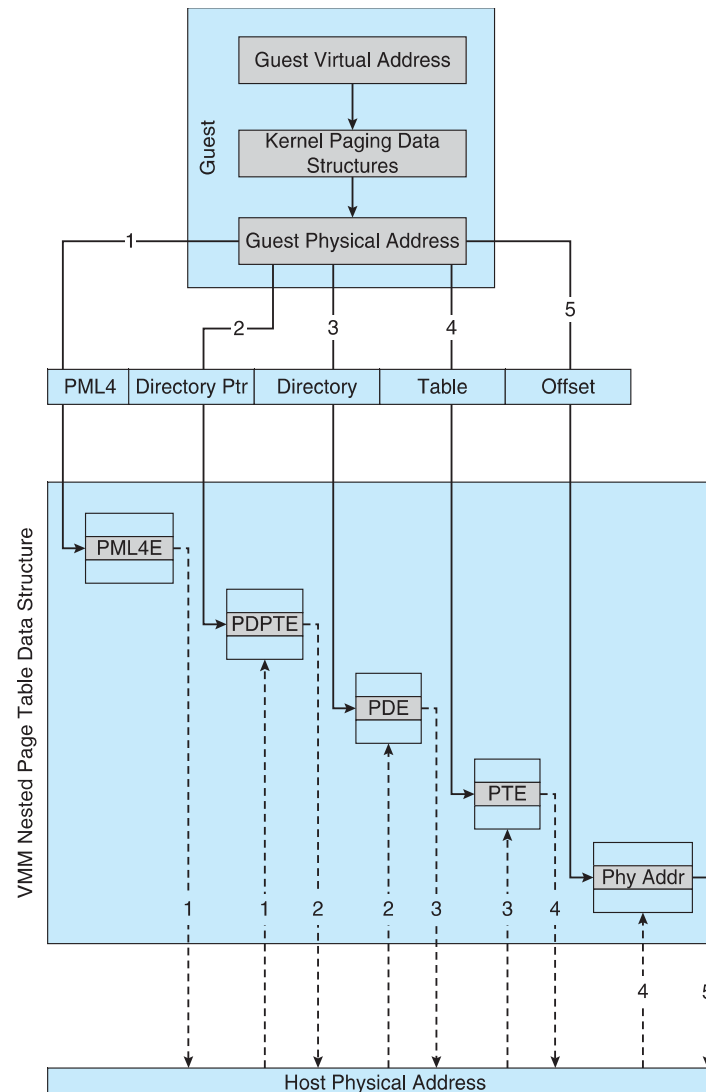 Guest Virtual Address
Kernel Paging Data
Structures
Guest
Guest Physical Address
1
2
3
4
5
PML4
Directory Ptr
Directory
Table
Offset
VMM Nested Page Table Data Structure
PML4E
PDPTE
PDE
PTE
Phy Addr
1
1
2
2
3
3
4
4
5
Host Physical Address